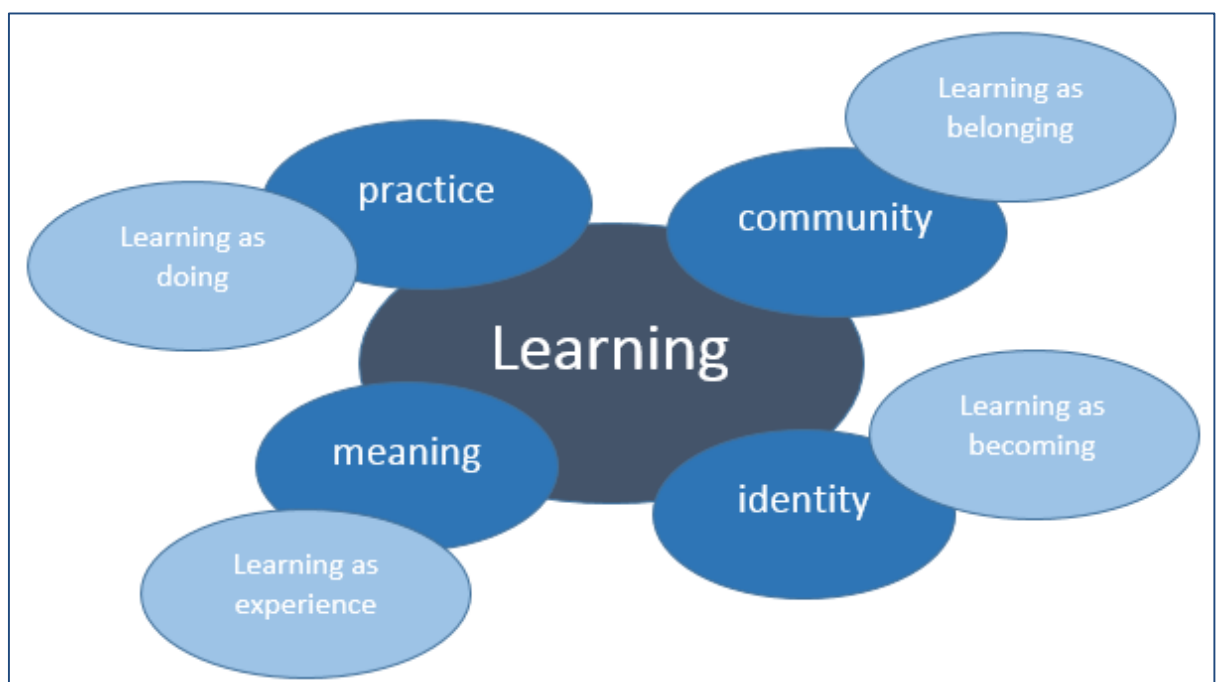 Learning as
belonging
practice
community
Learning as
doing
Learning
Learning as
becoming
meaning
identity
Learning as
experience